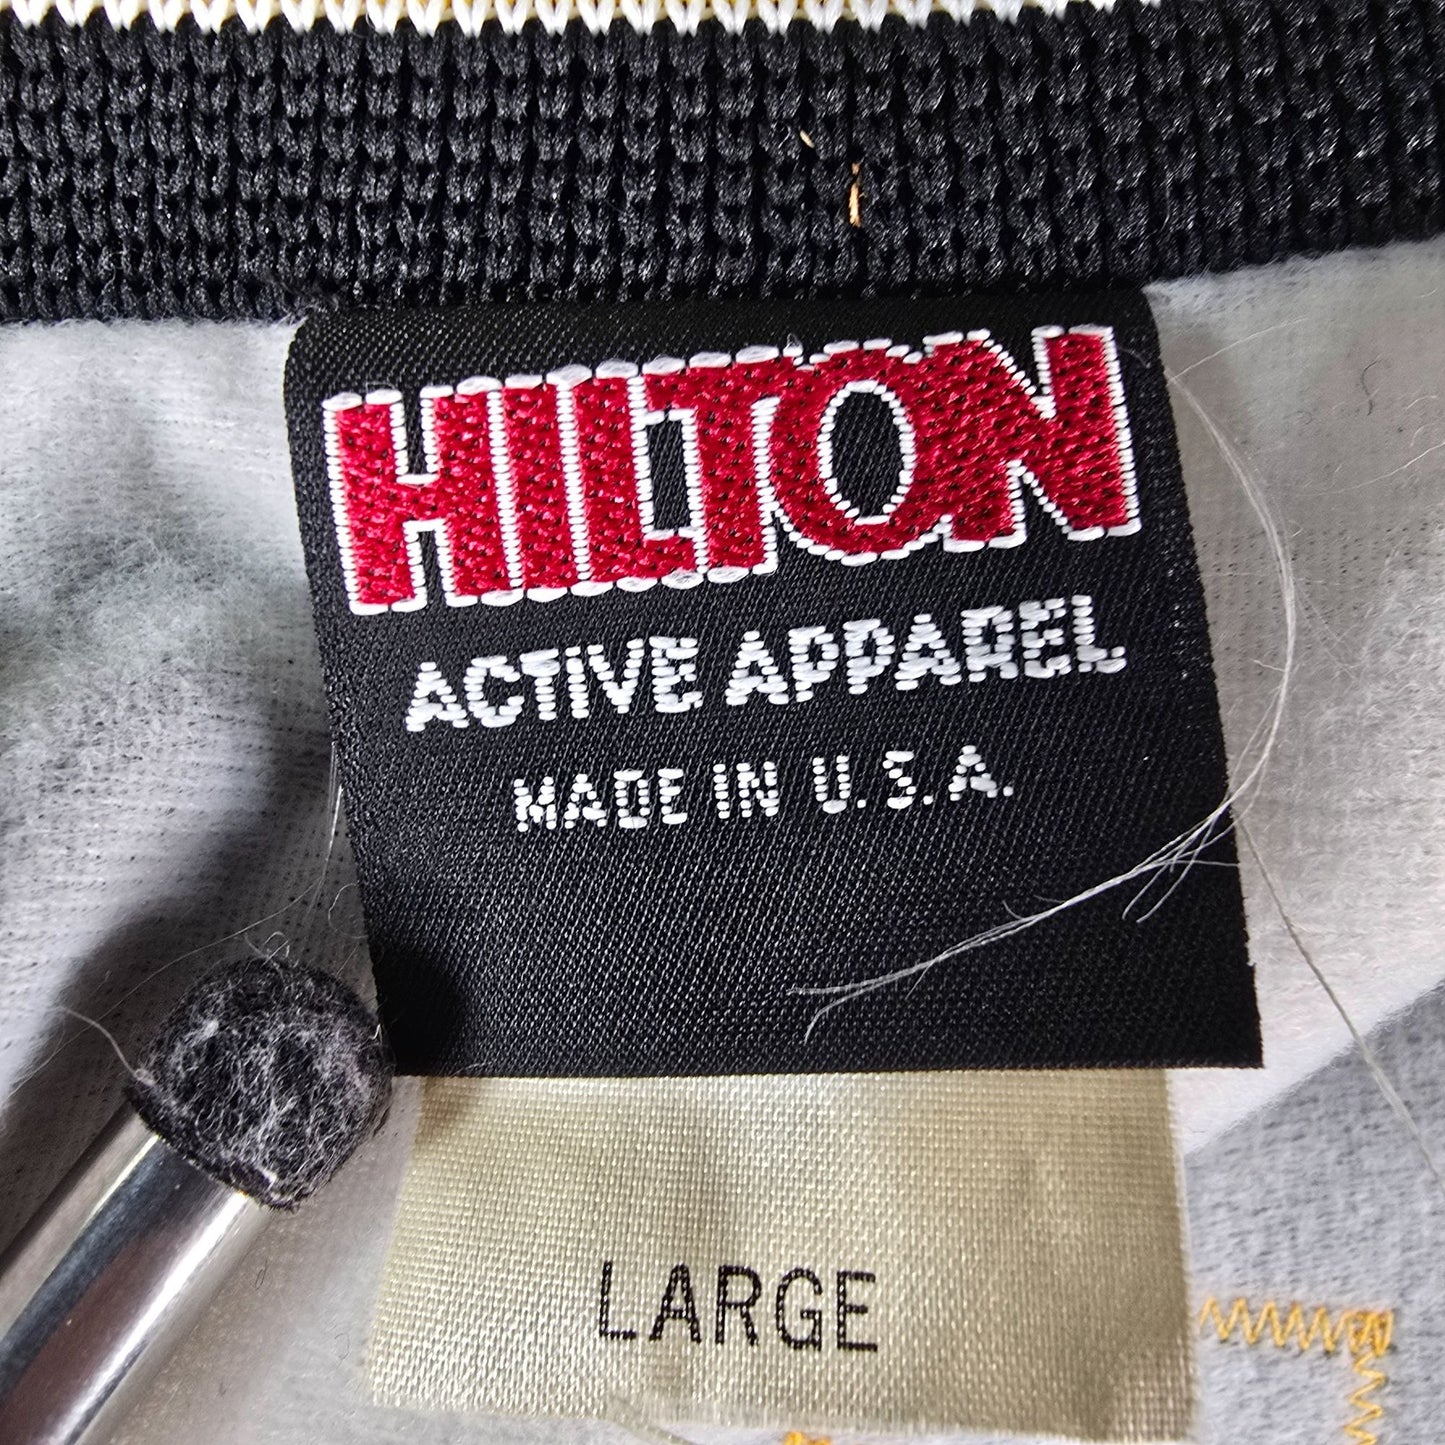 HILTON
ACTIVE APPAREL
MADE IN U.S.A.
LARGE